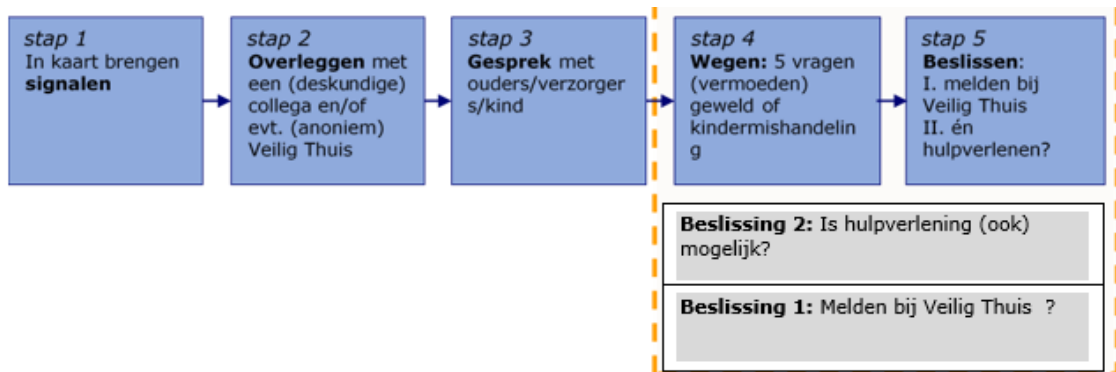 stap 1
In kaart brengen
signalen
stap 2
Overleggen met
een (deskundige)
collega en/of
evt. (anoniem)
Veilig Thuis
stap 3
Gesprek met
ouders/verzorger
s/kind
stap 4
Wegen: 5 vragen
(vermoeden)
geweld of
kindermishandelin
g
stap 5
Beslissen:
I. melden bij
Veilig Thuis
II. én
hulpverlenen?
Beslissing 2: Is hulpverlening (ook)
mogelijk?
Beslissing 1: Melden bij Veilig Thuis ?